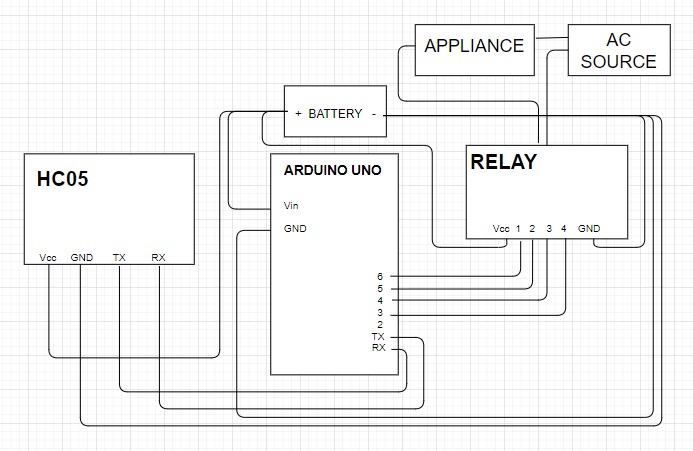 APPLIANCE
AC
SOURCE
+ BATTERY -
HC05
Vcc GND TX RX
ARDUINO UNO
Vin
GND
6
5
4
3
2
TX
RX
RELAY
Vcc 1 2 3 4 GND